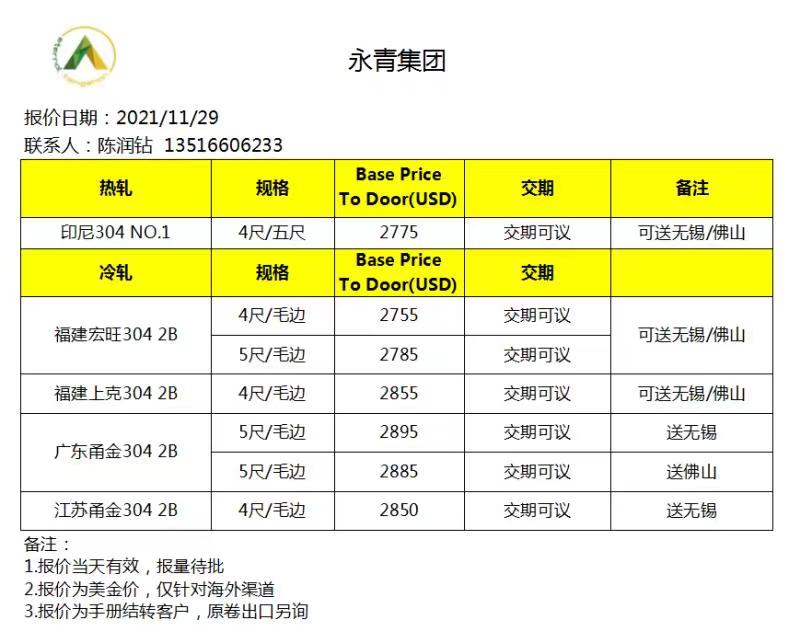 永青集团
报价日期：2021/11/29
联系人：陈润钻 13516606233
热轧 规格 Base Price To Door(USD) 交期 备注
印尼304 NO.1 4尺/五尺 2775 交期可议 可送无锡/佛山
冷轧 规格 Base Price To Door(USD) 交期
福建宏旺304 2B 4尺/毛边 2755 交期可议 可送无锡/佛山
5尺/毛边 2785 交期可议
福建上克304 2B 4尺/毛边 2855 交期可议 可送无锡/佛山
广东甬金304 2B 5尺/毛边 2895 交期可议 送无锡
5尺/毛边 2885 交期可议 送佛山
江苏甬金304 2B 4尺/毛边 2850 交期可议 送无锡
备注：
1.报价当天有效，报量待批
2.报价为美金价，仅针对海外渠道
3.报价为手册结转客户，原卷出口另询